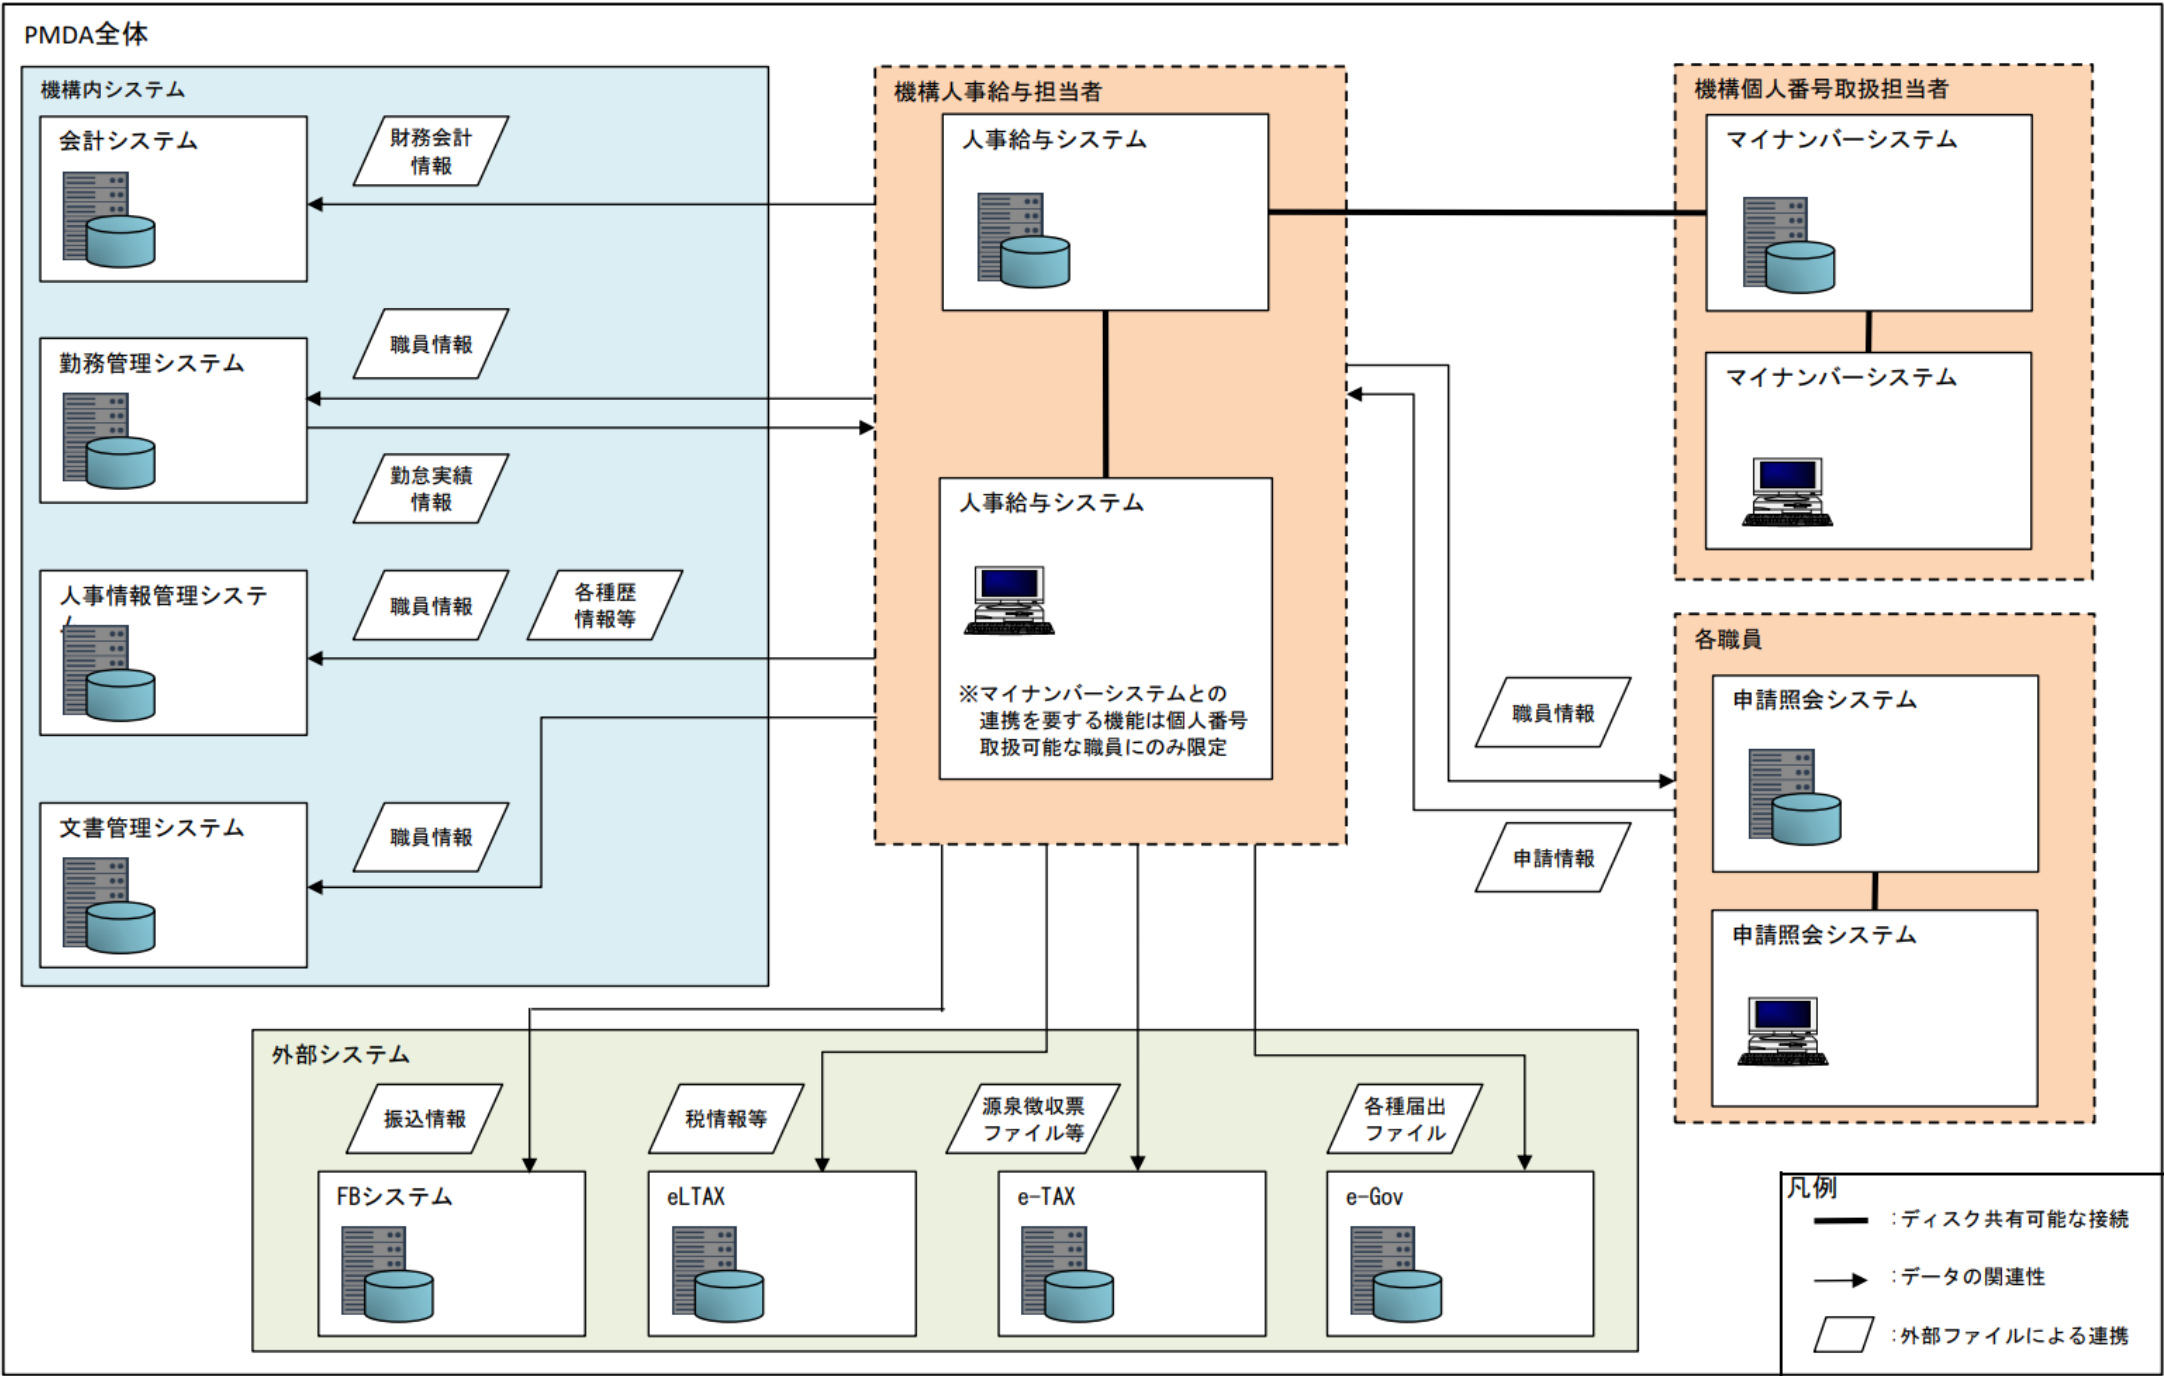 PMDA全体
機構内システム
会計システム
財務会計
情報
勤務管理システム
職員情報
勤怠実績
情報
人事情報管理システ
職員情報
各種歴
情報等
文書管理システム
職員情報
機構人事給与担当者
人事給与システム
人事給与システム
※マイナンバーシステムとの
連携を要する機能は個人番号
取扱可能な職員にのみ限定
機構個人番号取扱担当者
マイナンバーシステム
マイナンバーシステム
職員情報
申請情報
各職員
申請照会システム
申請照会システム
外部システム
振込情報
税情報等
源泉徴収票
ファイル等
各種届出
ファイル
FBシステム
eLTAX
e-TAX
e-Gov
凡例
:ディスク共有可能な接続
:データの関連性
:外部ファイルによる連携